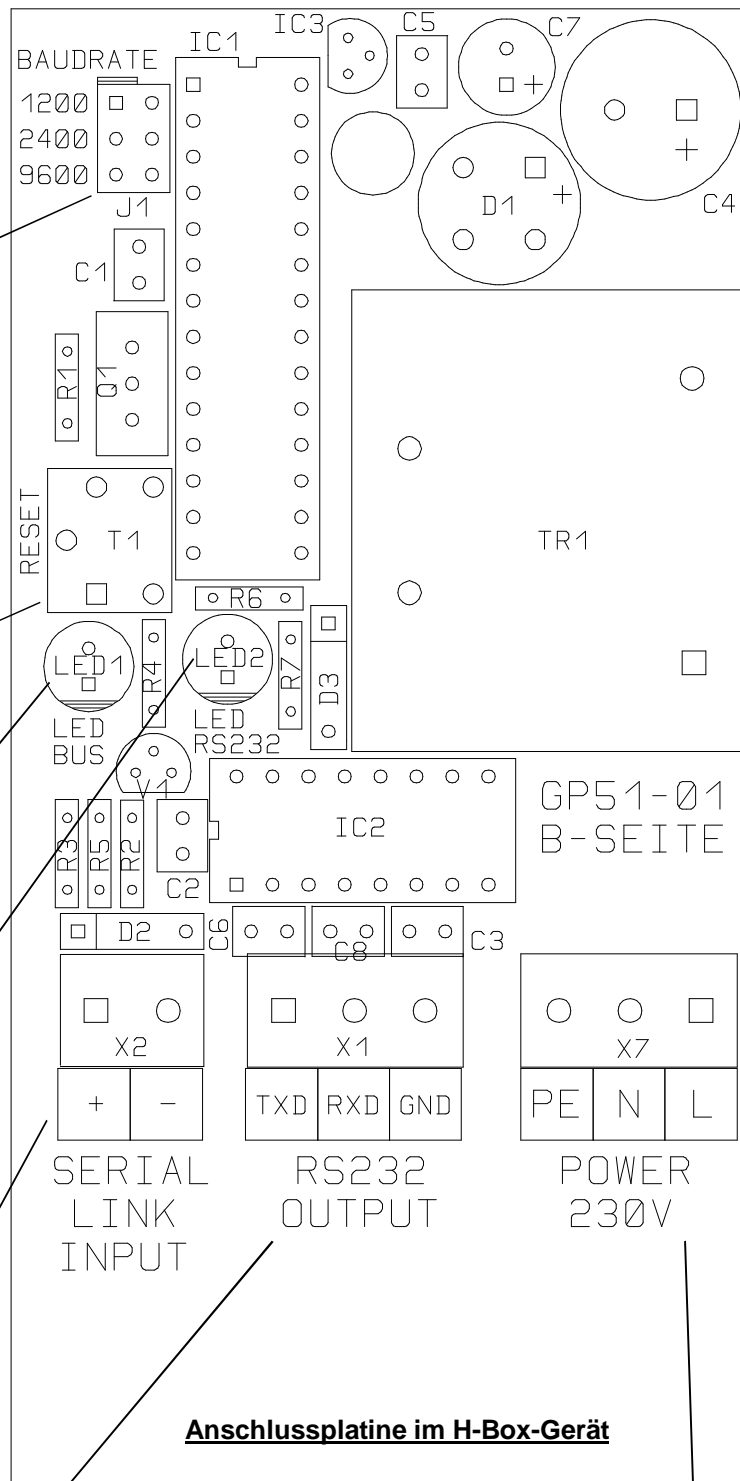 IC3
C5
C7
IC1
BAUDRATE
1200
2400
9600
J1
+
+
D1
+
C4
C1
R1
Q1
RESET
T1
TR1
R6
LED1
R4
LED2
R7
D3
LED
BUS
LED
RS232
V1
GP51-01
B-SEITE
IC2
R3
R5
R2
C2
D2
C6
C8
C3
X2
X1
X7
+ -
TXD RXD GND
PE N L
SERIAL
LINK
INPUT
RS232
OUTPUT
POWER
230V
Anschlussplatine im H-Box-Gerät